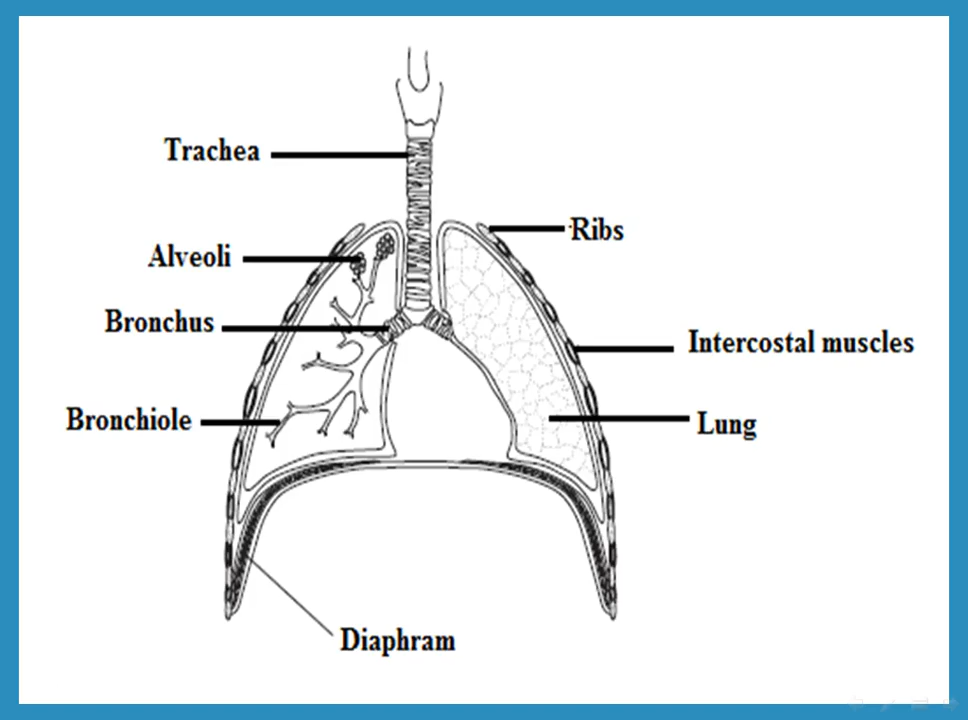 Trachea
Ribs
Alveoli
Bronchus
Intercostal muscles
Bronchiole
Lung
Diaphram